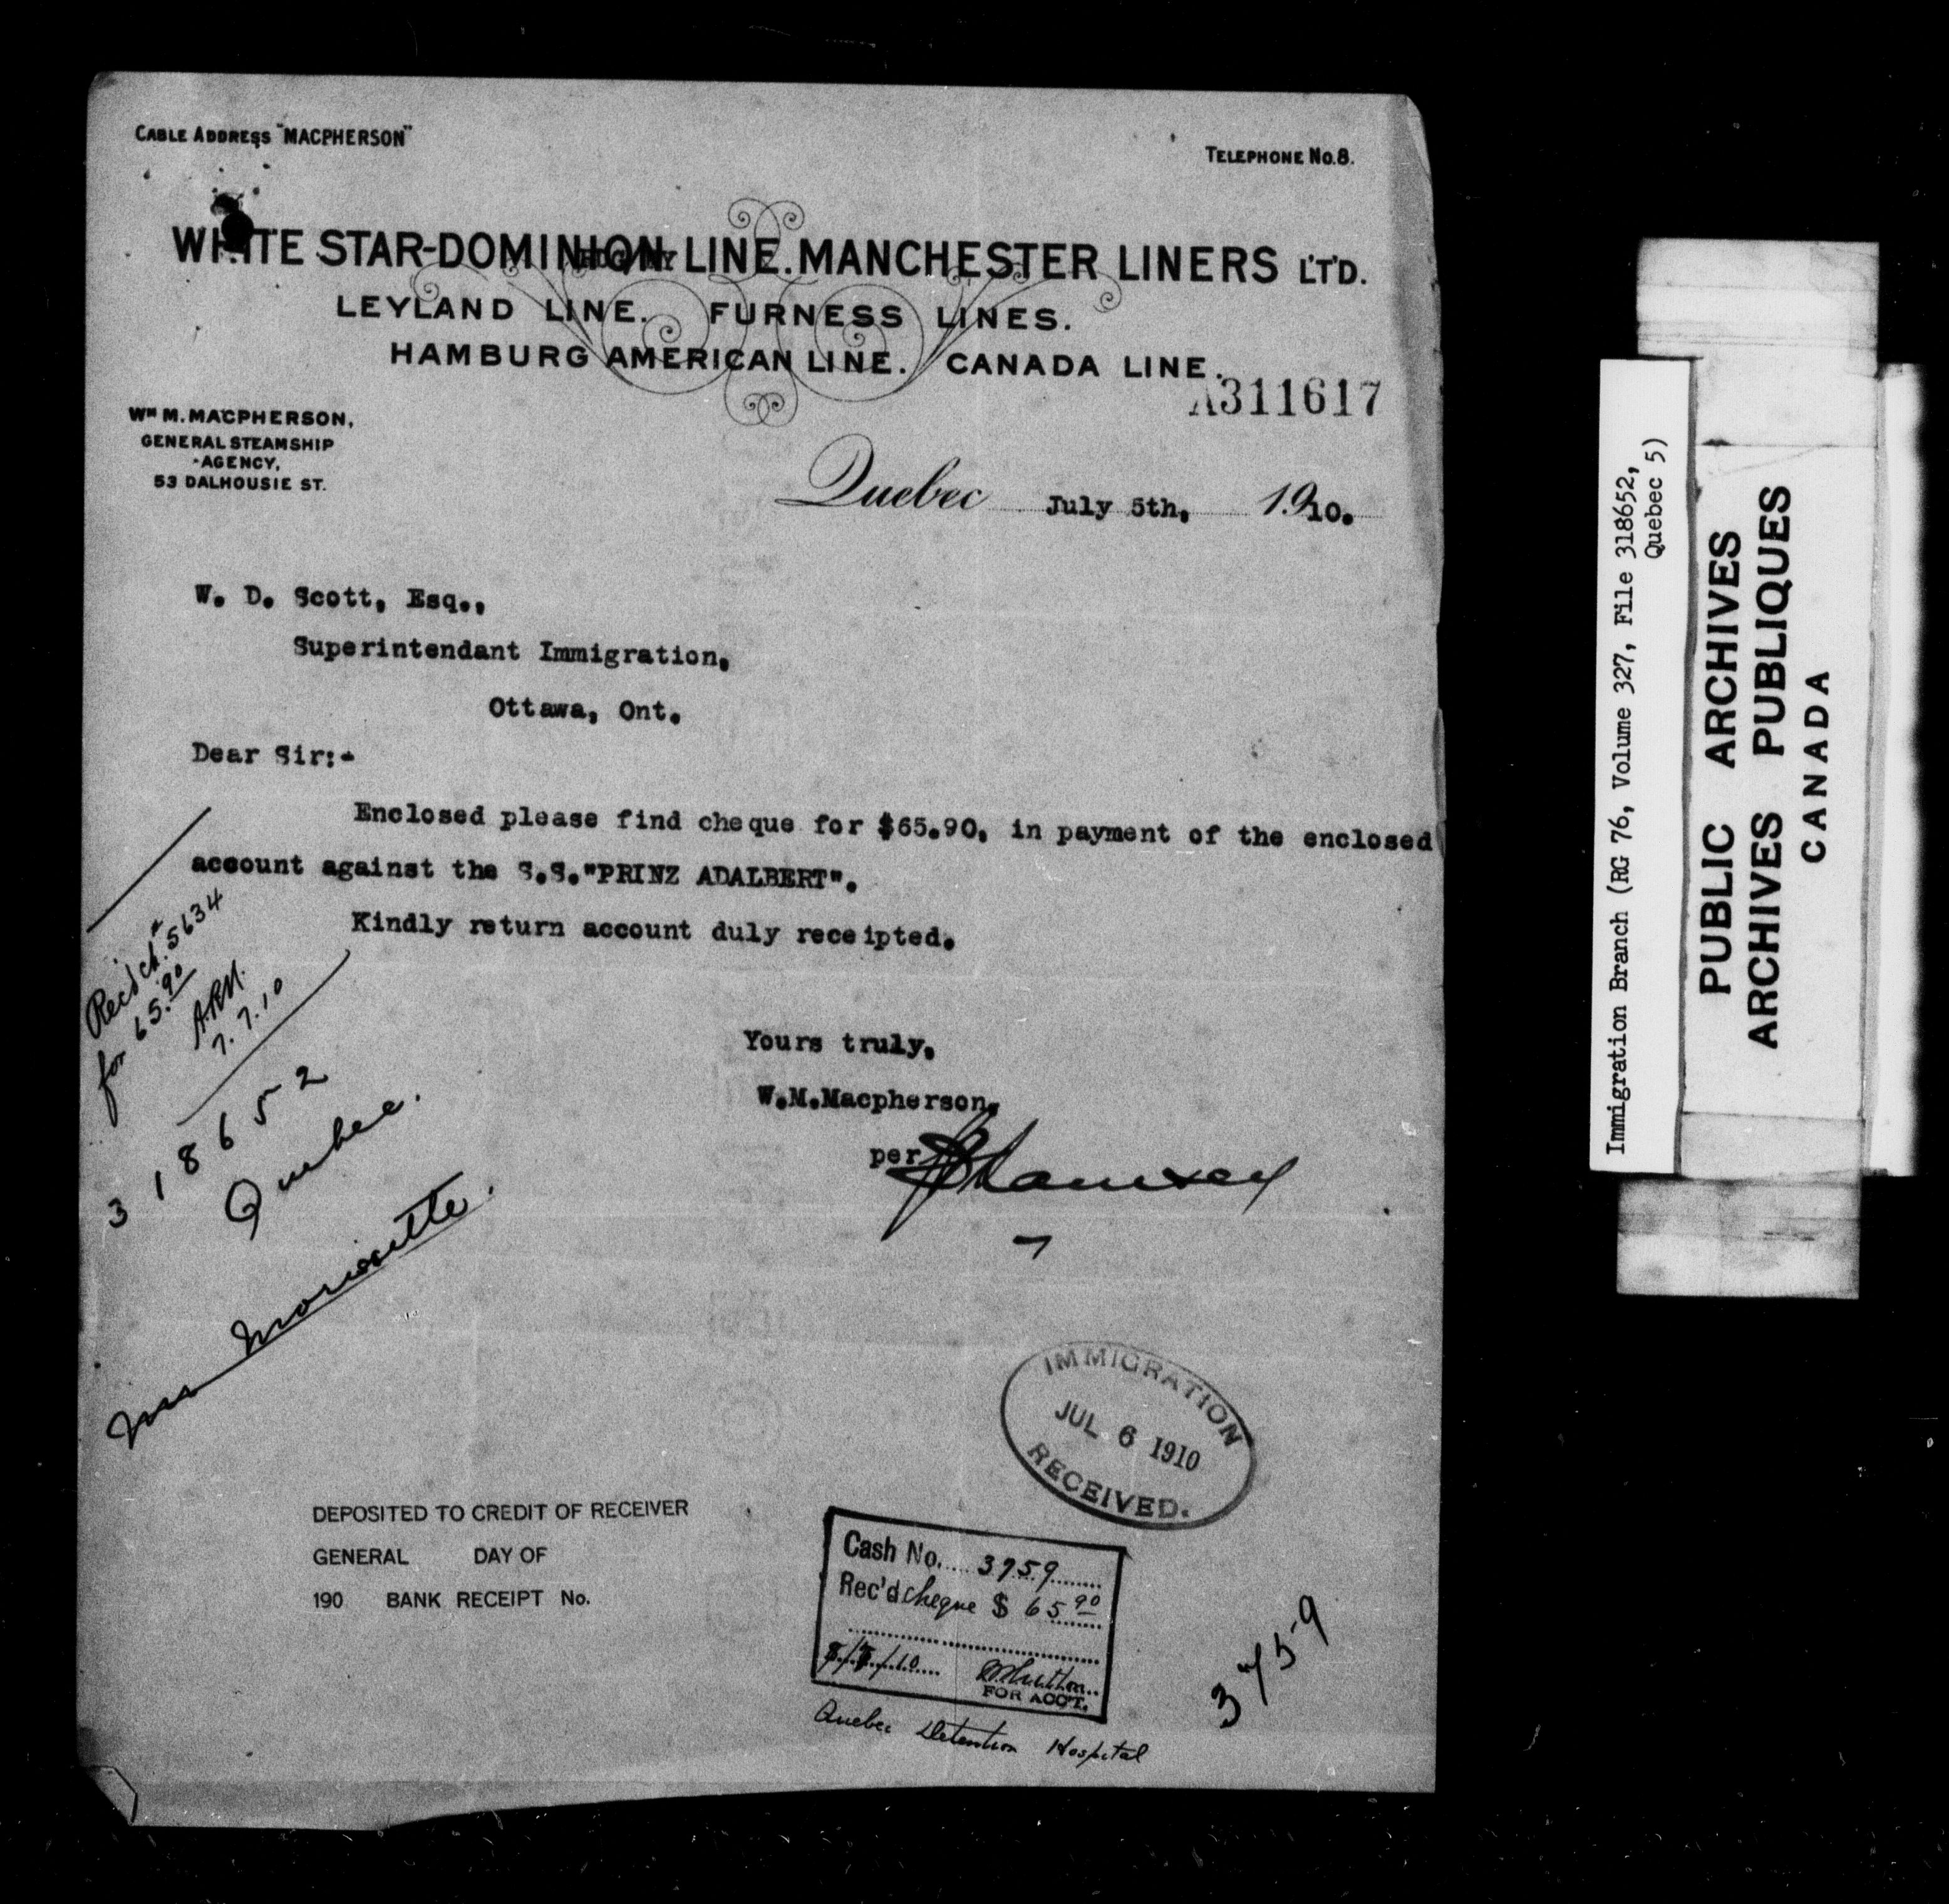 CABLE ADDRESS "MACPHERSON"
TELEPHONE No.8.
WHITE STAR-DOMINION LINE. MANCHESTER LINERS L'T'D.
LEYLAND LINE. FURNESS LINES.
HAMBURG AMERICAN LINE. CANADA LINE.
A311617
Wm M. MACPHERSON,
GENERAL STEAMSHIP
AGENCY,
53 DALHOUSIE ST.
Quebec July 5th, 1910.
W. D. Scott, Esq.,
Superintendant Immigration,
Ottawa, Ont.
Dear Sir:-
Enclosed please find cheque for $65.90, in payment of the enclosed
account against the S.S."PRINZ ADALBERT".
Kindly return account duly receipted.
Rec'd ch. # 5634
for 65.90
7.7.10
Yours truly,
W.M.Macpherson,
per
318652
Quebec.
Morissette.
IMMIGRATION
JUL 6 1910
RECEIVED.
DEPOSITED TO CREDIT OF RECEIVER
GENERAL DAY OF
190 BANK RECEIPT No.
Cash No. 3759
Rec'd cheque $ 65.90
FOR ACC'T.
Quebec Detention Hospital
3759
Immigration Branch (RG 76, Volume 327, File 318652,
Quebec 5)
PUBLIC ARCHIVES
ARCHIVES PUBLIQUES
CANADA